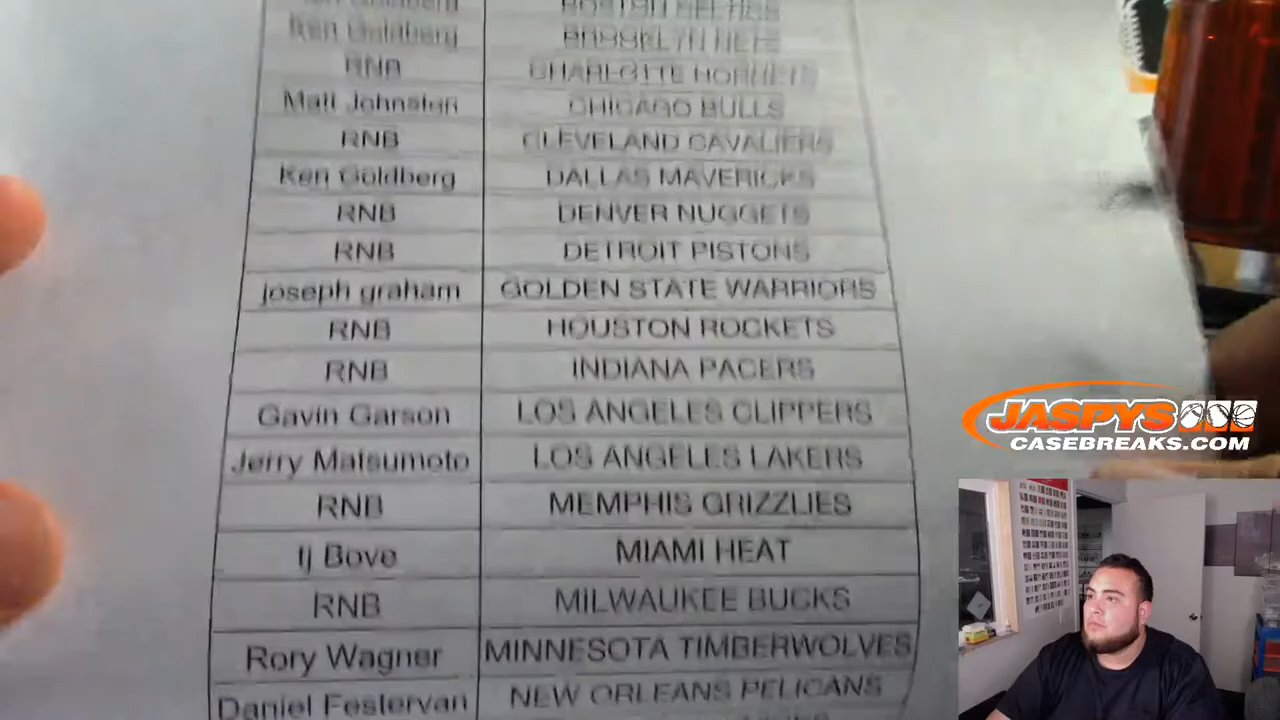 BOSTON CELTICS
Ken Goldberg BROOKLYN NETS
RNB CHARLOTTE HORNETS
Matt Johnston CHICAGO BULLS
RNB CLEVELAND CAVALIERS
Ken Goldberg DALLAS MAVERICKS
RNB DENVER NUGGETS
RNB DETROIT PISTONS
joseph graham GOLDEN STATE WARRIORS
RNB HOUSTON ROCKETS
RNB INDIANA PACERS
Gavin Garson LOS ANGELES CLIPPERS
Jerry Matsumoto LOS ANGELES LAKERS
RNB MEMPHIS GRIZZLIES
tj Bove MIAMI HEAT
RNB MILWAUKEE BUCKS
Rory Wagner MINNESOTA TIMBERWOLVES
Daniel Festervan NEW ORLEANS PELICANS
JASPYS
CASEBREAKS.COM